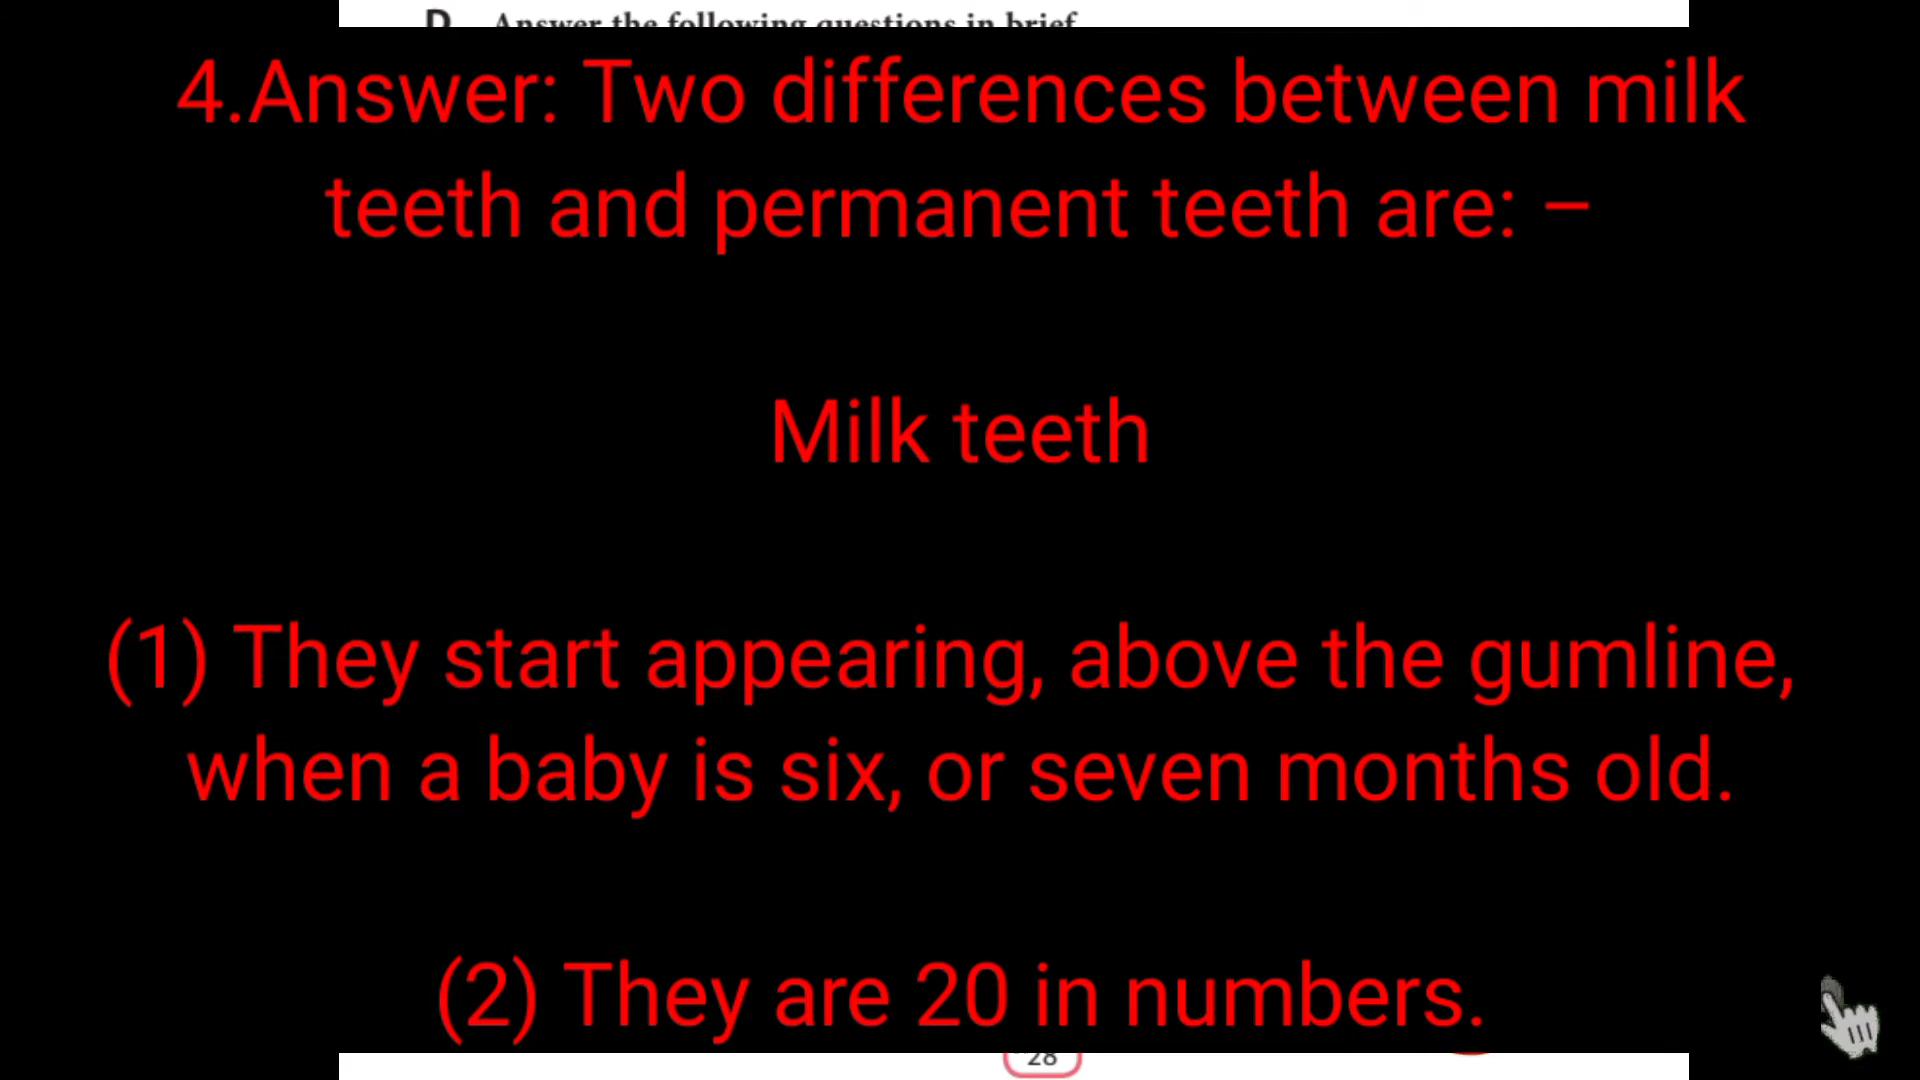 D. Answer the following questions in brief
4.Answer: Two differences between milk
teeth and permanent teeth are: –
Milk teeth
(1) They start appearing, above the gumline,
when a baby is six, or seven months old.
(2) They are 20 in numbers.
28